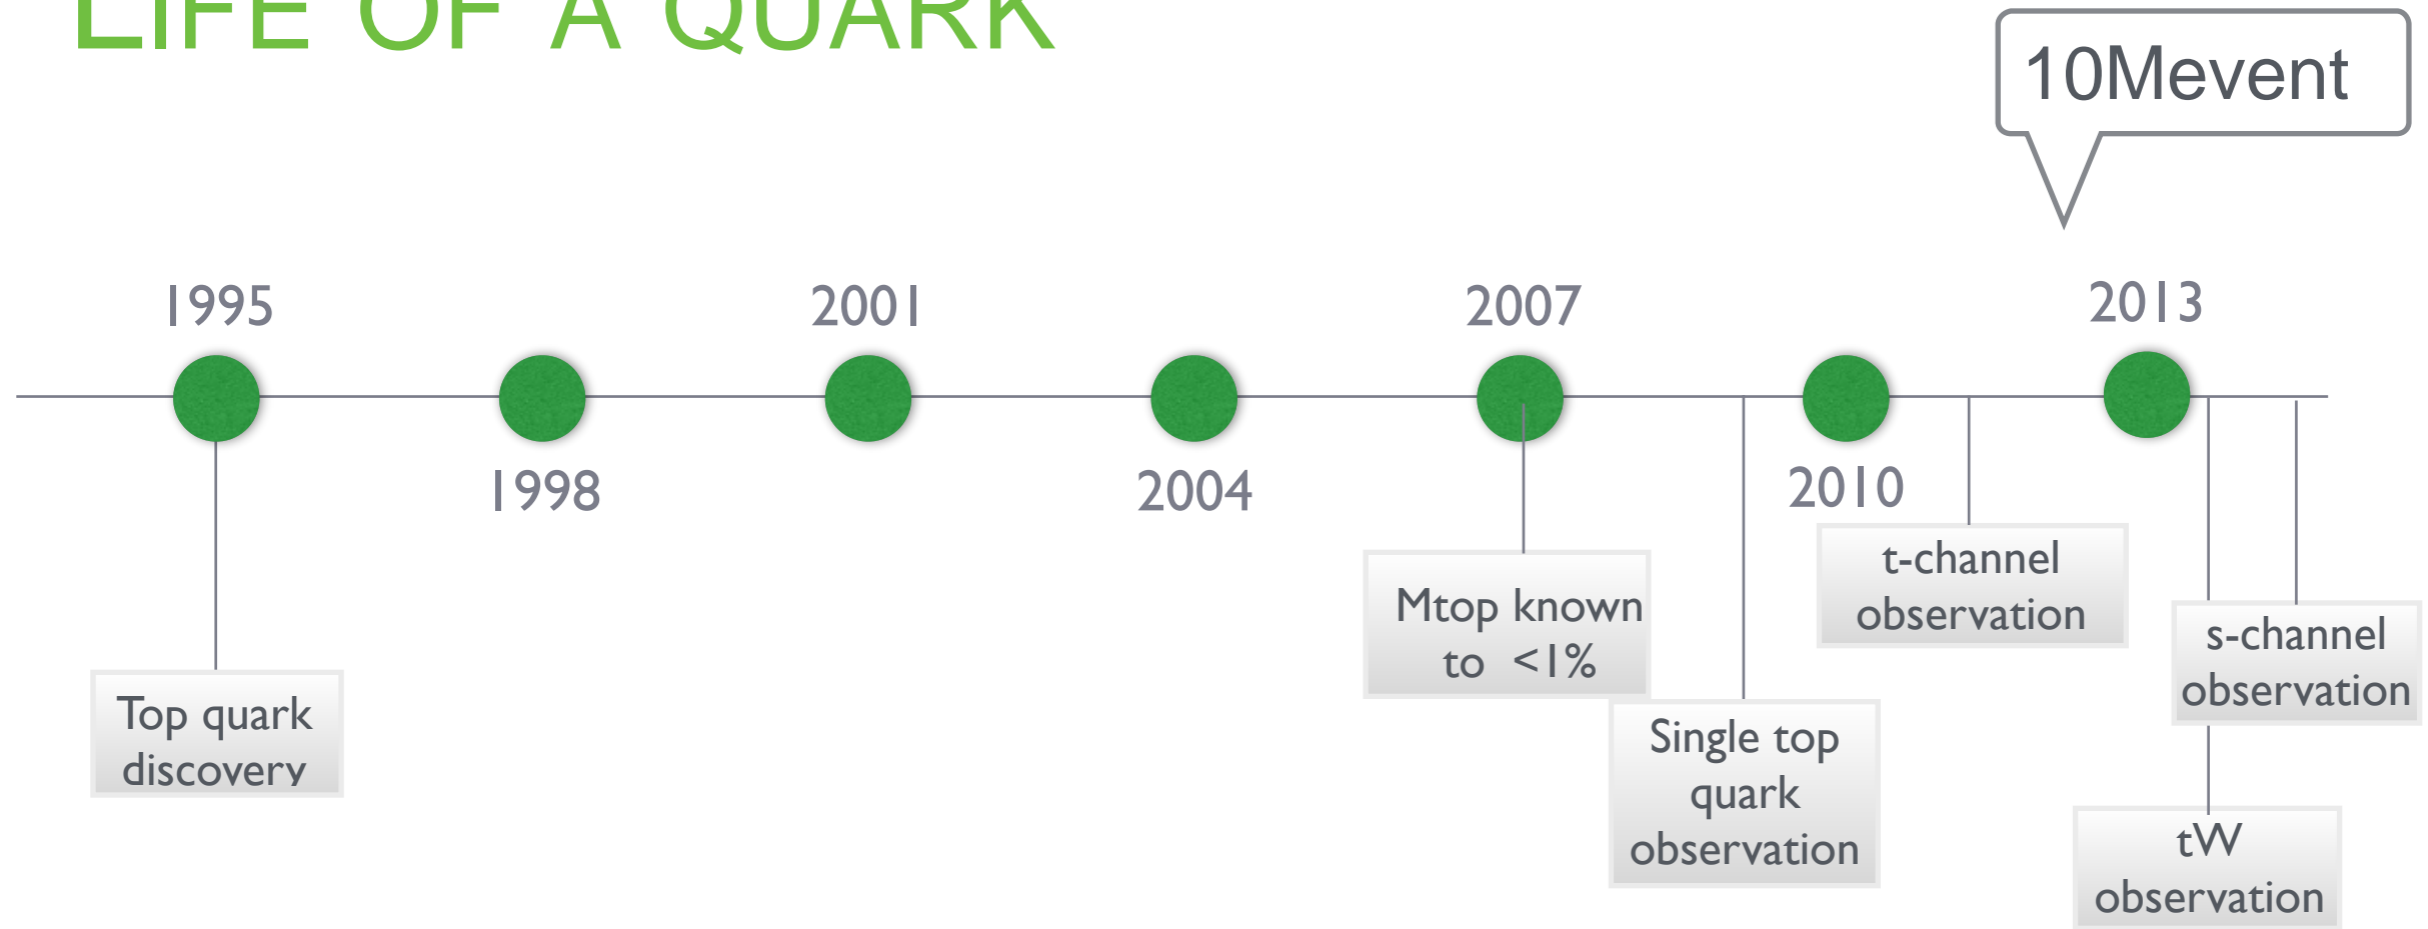 LIFE OF A QUARK
10Mevent
1995
2001
2007
2013
1998
2004
2010
Top quark
discovery
Mtop known
to <1%
Single top
quark
observation
t-channel
observation
s-channel
observation
tW
observation